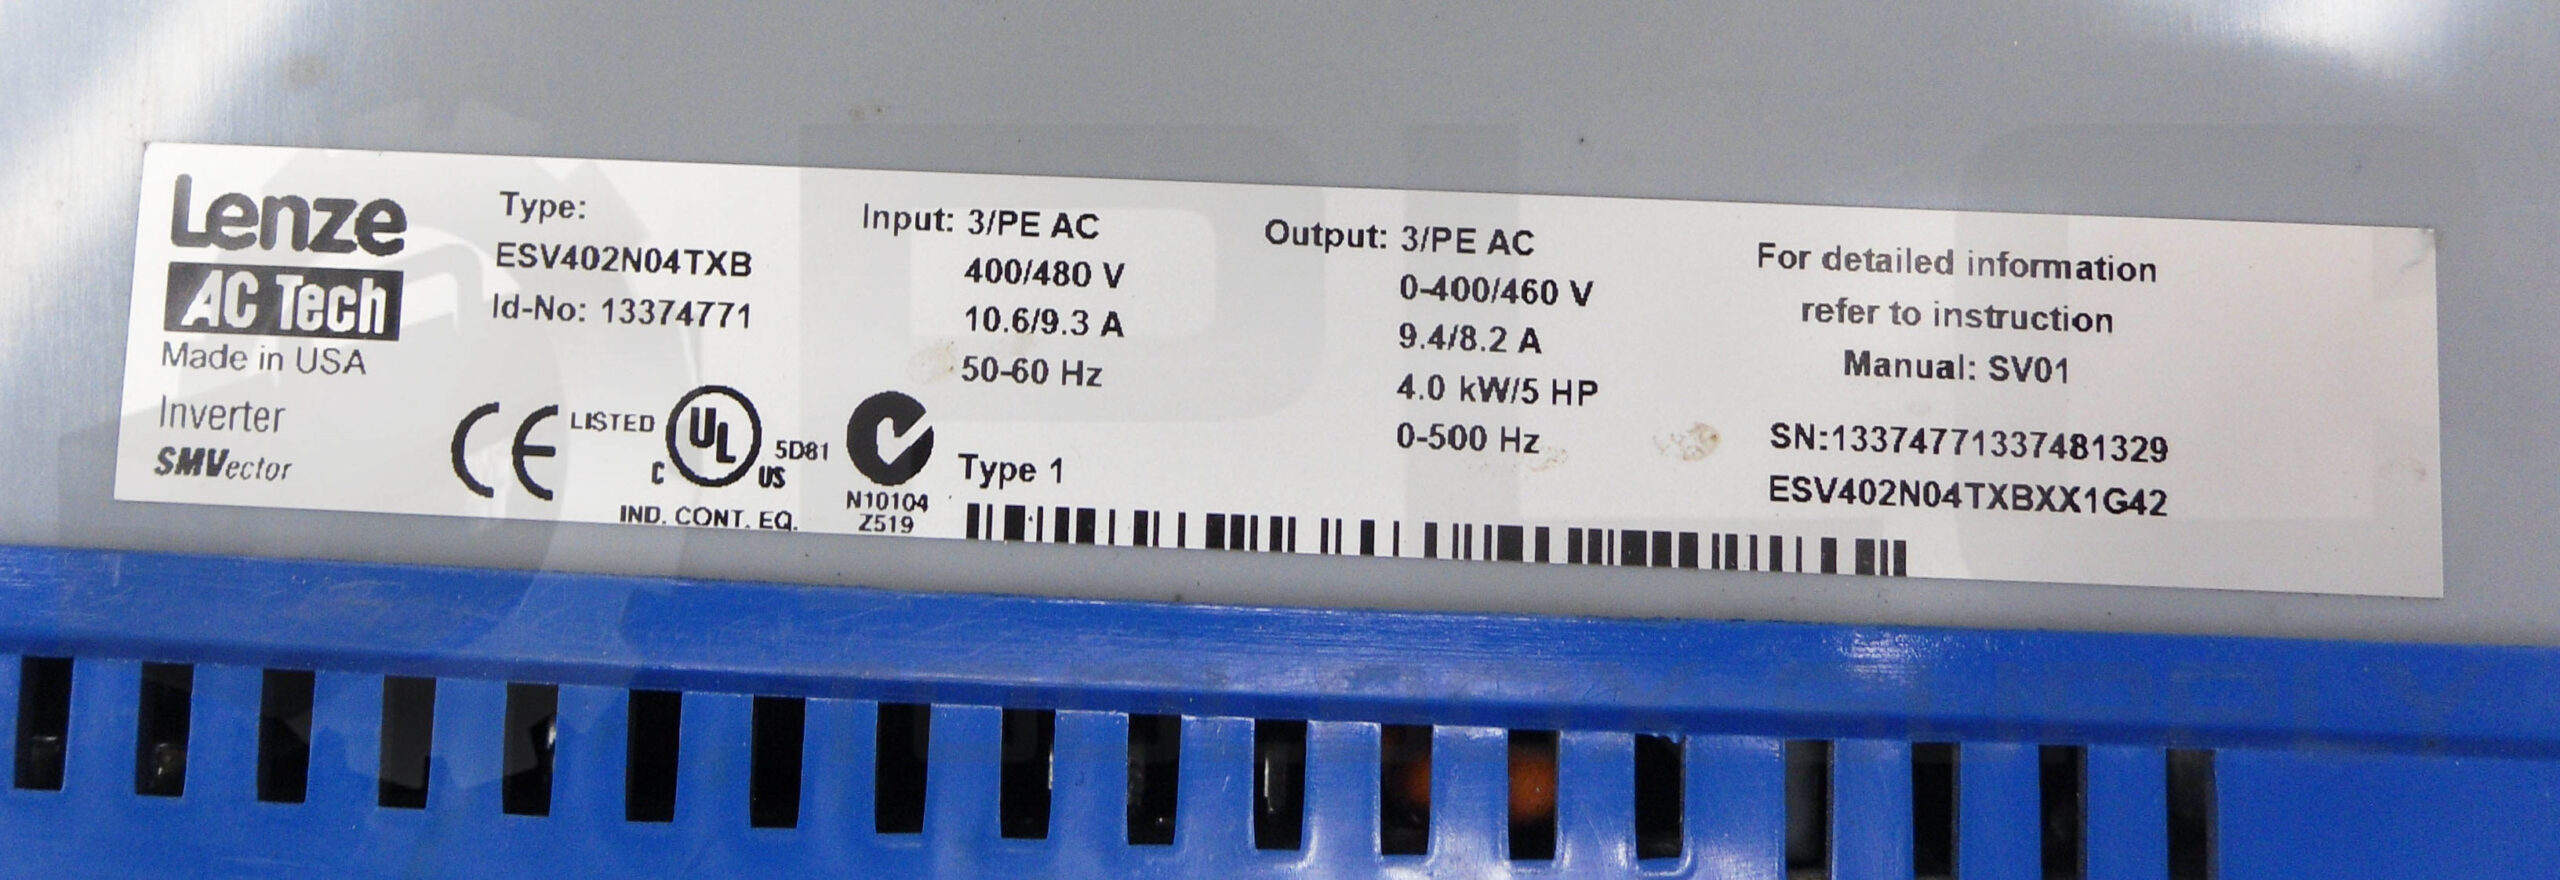 Lenze
AC Tech
Made in USA
Inverter
SMVector
Type:
ESV402N04TXB
Id-No: 13374771
CE
LISTED
C UL US
5D81
IND. CONT. EQ.
N10104
Z519
Input: 3/PE AC
400/480 V
10.6/9.3 A
50-60 Hz
Type 1
Output: 3/PE AC
0-400/460 V
9.4/8.2 A
4.0 kW/5 HP
0-500 Hz
For detailed information
refer to instruction
Manual: SV01
SN:13374771337481329
ESV402N04TXBXX1G42
PLC